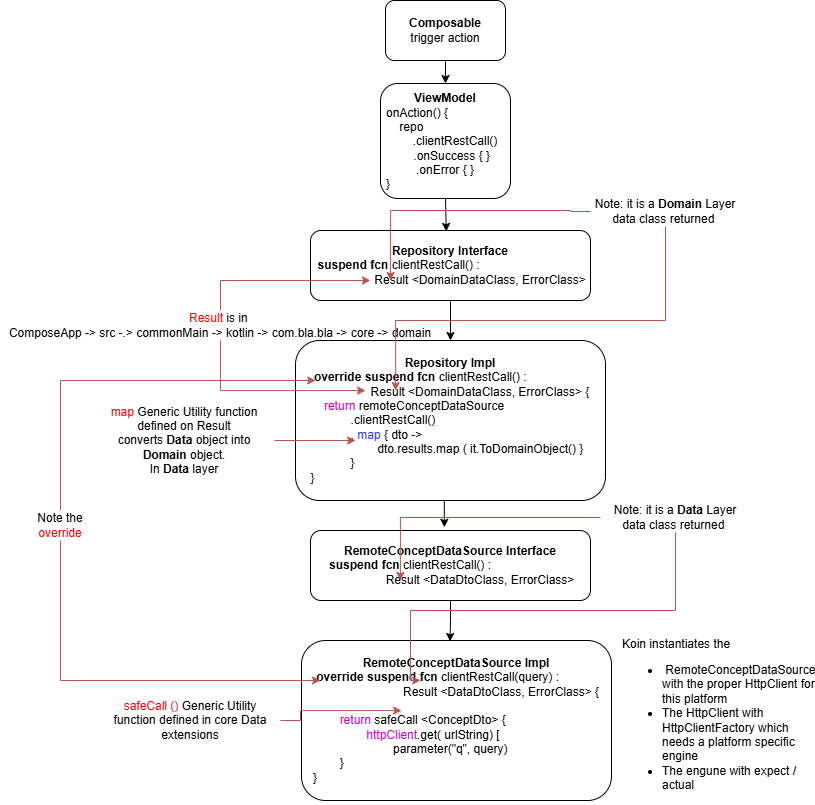 Composable
trigger action
ViewModel
onAction() {
repo
.clientRestCall()
.onSuccess { }
.onError { }
}
Note: it is a Domain Layer
data class returned
Repository Interface
suspend fcn clientRestCall() :
Result <DomainDataClass, ErrorClass>
Result is in
ComposeApp -> src -.> commonMain -> kotlin -> com.bla.bla -> core -> domain
Repository Impl
override suspend fcn clientRestCall() :
Result <DomainDataClass, ErrorClass> {
return remoteConceptDataSource
.clientRestCall()
map { dto ->
dto.results.map ( it.ToDomainObject() }
}
}
map Generic Utility function
defined on Result
converts Data object into
Domain object.
In Data layer
Note the
override
Note: it is a Data Layer
data class returned
RemoteConceptDataSource Interface
suspend fcn clientRestCall() :
Result <DataDtoClass, ErrorClass>
RemoteConceptDataSource Impl
override suspend fcn clientRestCall(query) :
Result <DataDtoClass, ErrorClass> {
return safeCall <ConceptDto> {
httpClient.get( urlString) [
parameter("q", query)
}
}
safeCall () Generic Utility
function defined in core Data
extensions
Koin instantiates the
• RemoteConceptDataSource
with the proper HttpClient for
this platform
• The HttpClient with
HttpClientFactory which
needs a platform specific
engine
• The engune with expect /
actual